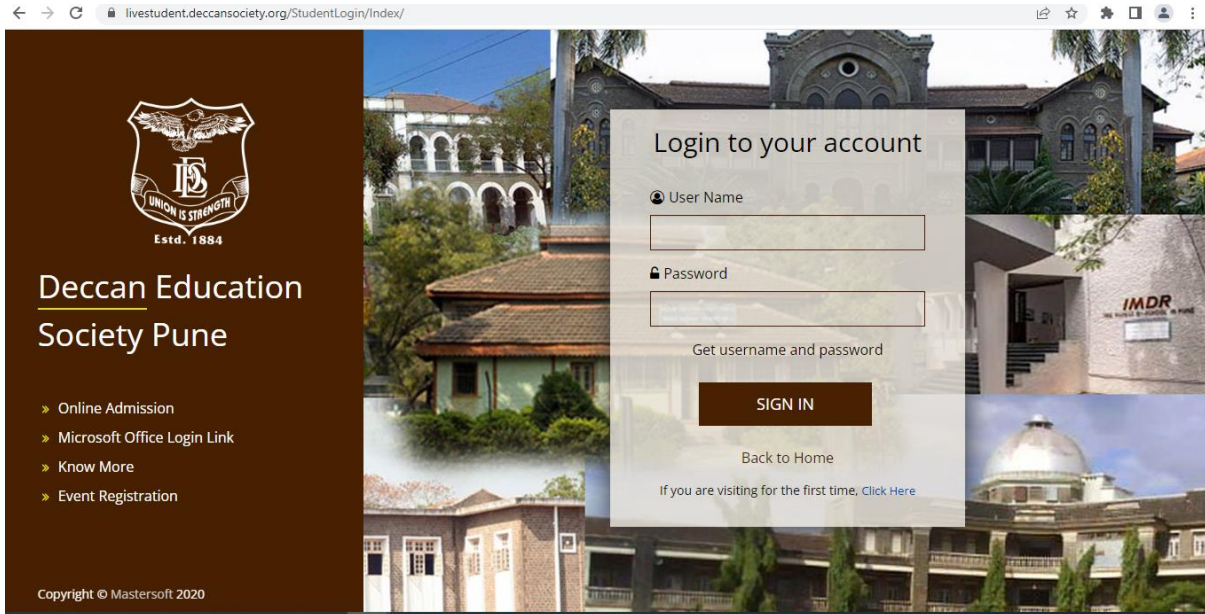 livestudent.deccansociety.org/StudentLogin/Index/
DES
UNION IS STRENGTH
Estd. 1884
Deccan Education
Society Pune
Online Admission
Microsoft Office Login Link
Know More
Event Registration
Copyright © Mastersoft 2020
Login to your account
User Name
Password
Get username and password
SIGN IN
Back to Home
If you are visiting for the first time, Click Here
IMDR